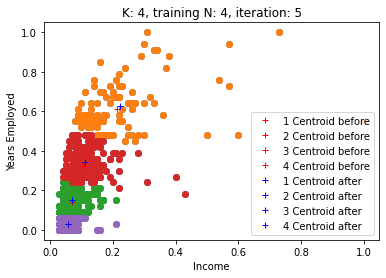 K: 4, training N: 4, iteration: 5
Years Employed
1.0
0.8
0.6
0.4
0.2
0.0
1 Centroid before
2 Centroid before
3 Centroid before
4 Centroid before
1 Centroid after
2 Centroid after
3 Centroid after
4 Centroid after
0.0 0.2 0.4 0.6 0.8 1.0
Income